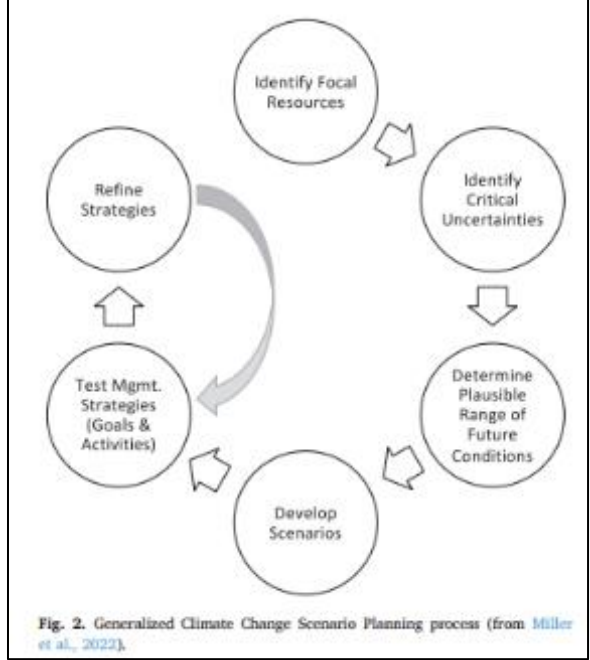 Identify Focal
Resources
Identify
Critical
Uncertainties
Determine
Plausible
Range of
Future
Conditions
Develop
Scenarios
Test Mgmt.
Strategies
(Goals &
Activities)
Refine
Strategies
Fig. 2. Generalized Climate Change Scenario Planning process (from Miller
et al., 2022).